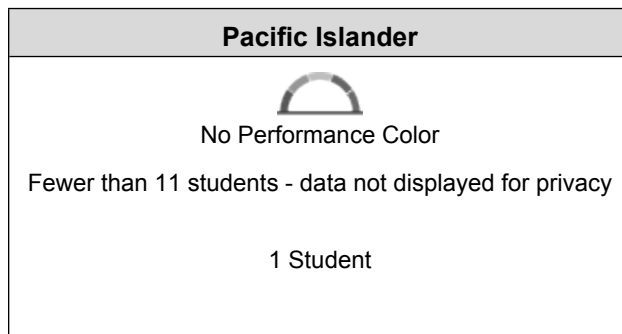 Pacific Islander
No Performance Color
Fewer than 11 students - data not displayed for privacy
1 Student